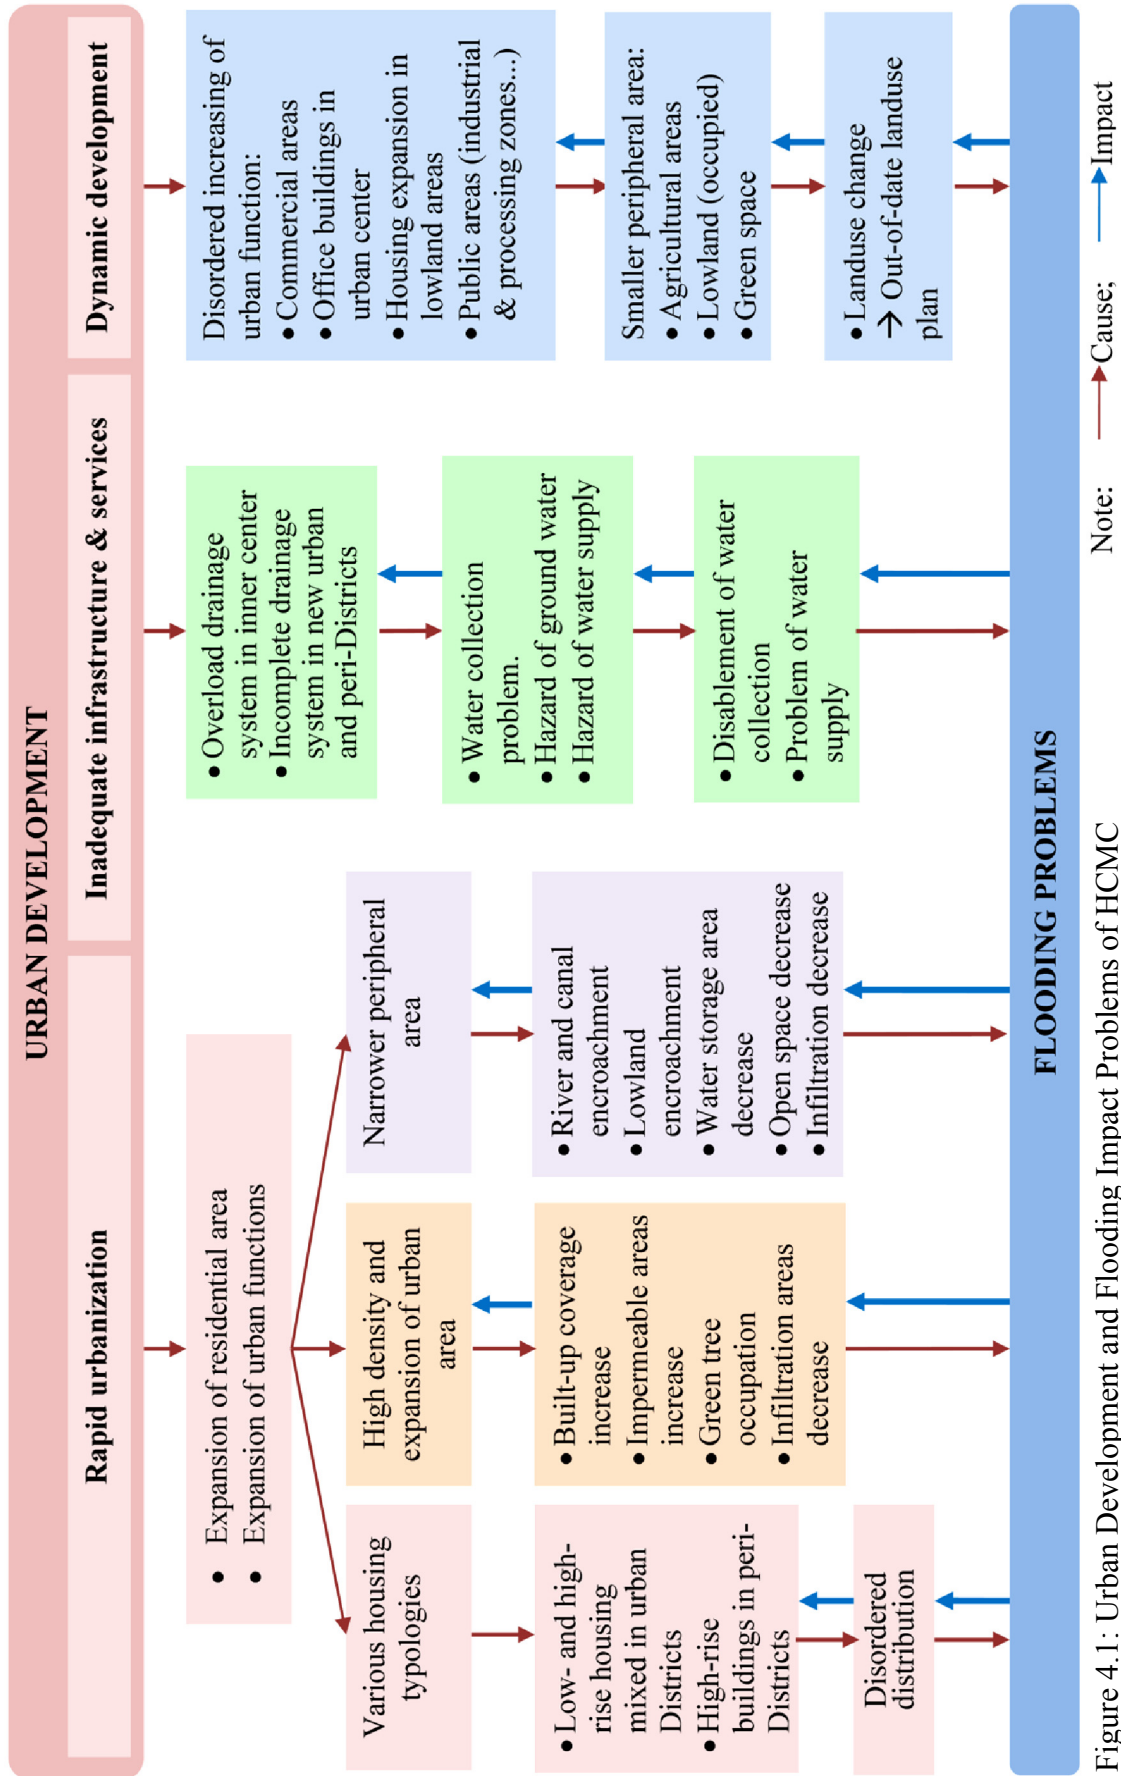 URBAN DEVELOPMENT
Rapid urbanization
Inadequate infrastructure & services
Dynamic development
● Expansion of residential area
● Expansion of urban functions
Various housing
typologies
● Low- and high-
rise housing
mixed in urban
Districts
● High-rise
buildings in peri-
Districts
Disordered
distribution
High density and
expansion of urban
area
● Built-up coverage
increase
● Impermeable areas
increase
● Green tree
occupation
● Infiltration areas
decrease
Narrower peripheral
area
● River and canal
encroachment
● Lowland
encroachment
● Water storage area
decrease
● Open space decrease
● Infiltration decrease
● Overload drainage
system in inner center
● Incomplete drainage
system in new urban
and peri-Districts
● Water collection
problem.
● Hazard of ground water
● Hazard of water supply
● Disablement of water
collection
● Problem of water
supply
Disordered increasing of
urban function:
● Commercial areas
● Office buildings in
urban center
● Housing expansion in
lowland areas
● Public areas (industrial
& processing zones...)
Smaller peripheral area:
● Agricultural areas
● Lowland (occupied)
● Green space
● Landuse change
→ Out-of-date landuse
plan
FLOODING PROBLEMS
Note: → Cause; → Impact
Figure 4.1: Urban Development and Flooding Impact Problems of HCMC